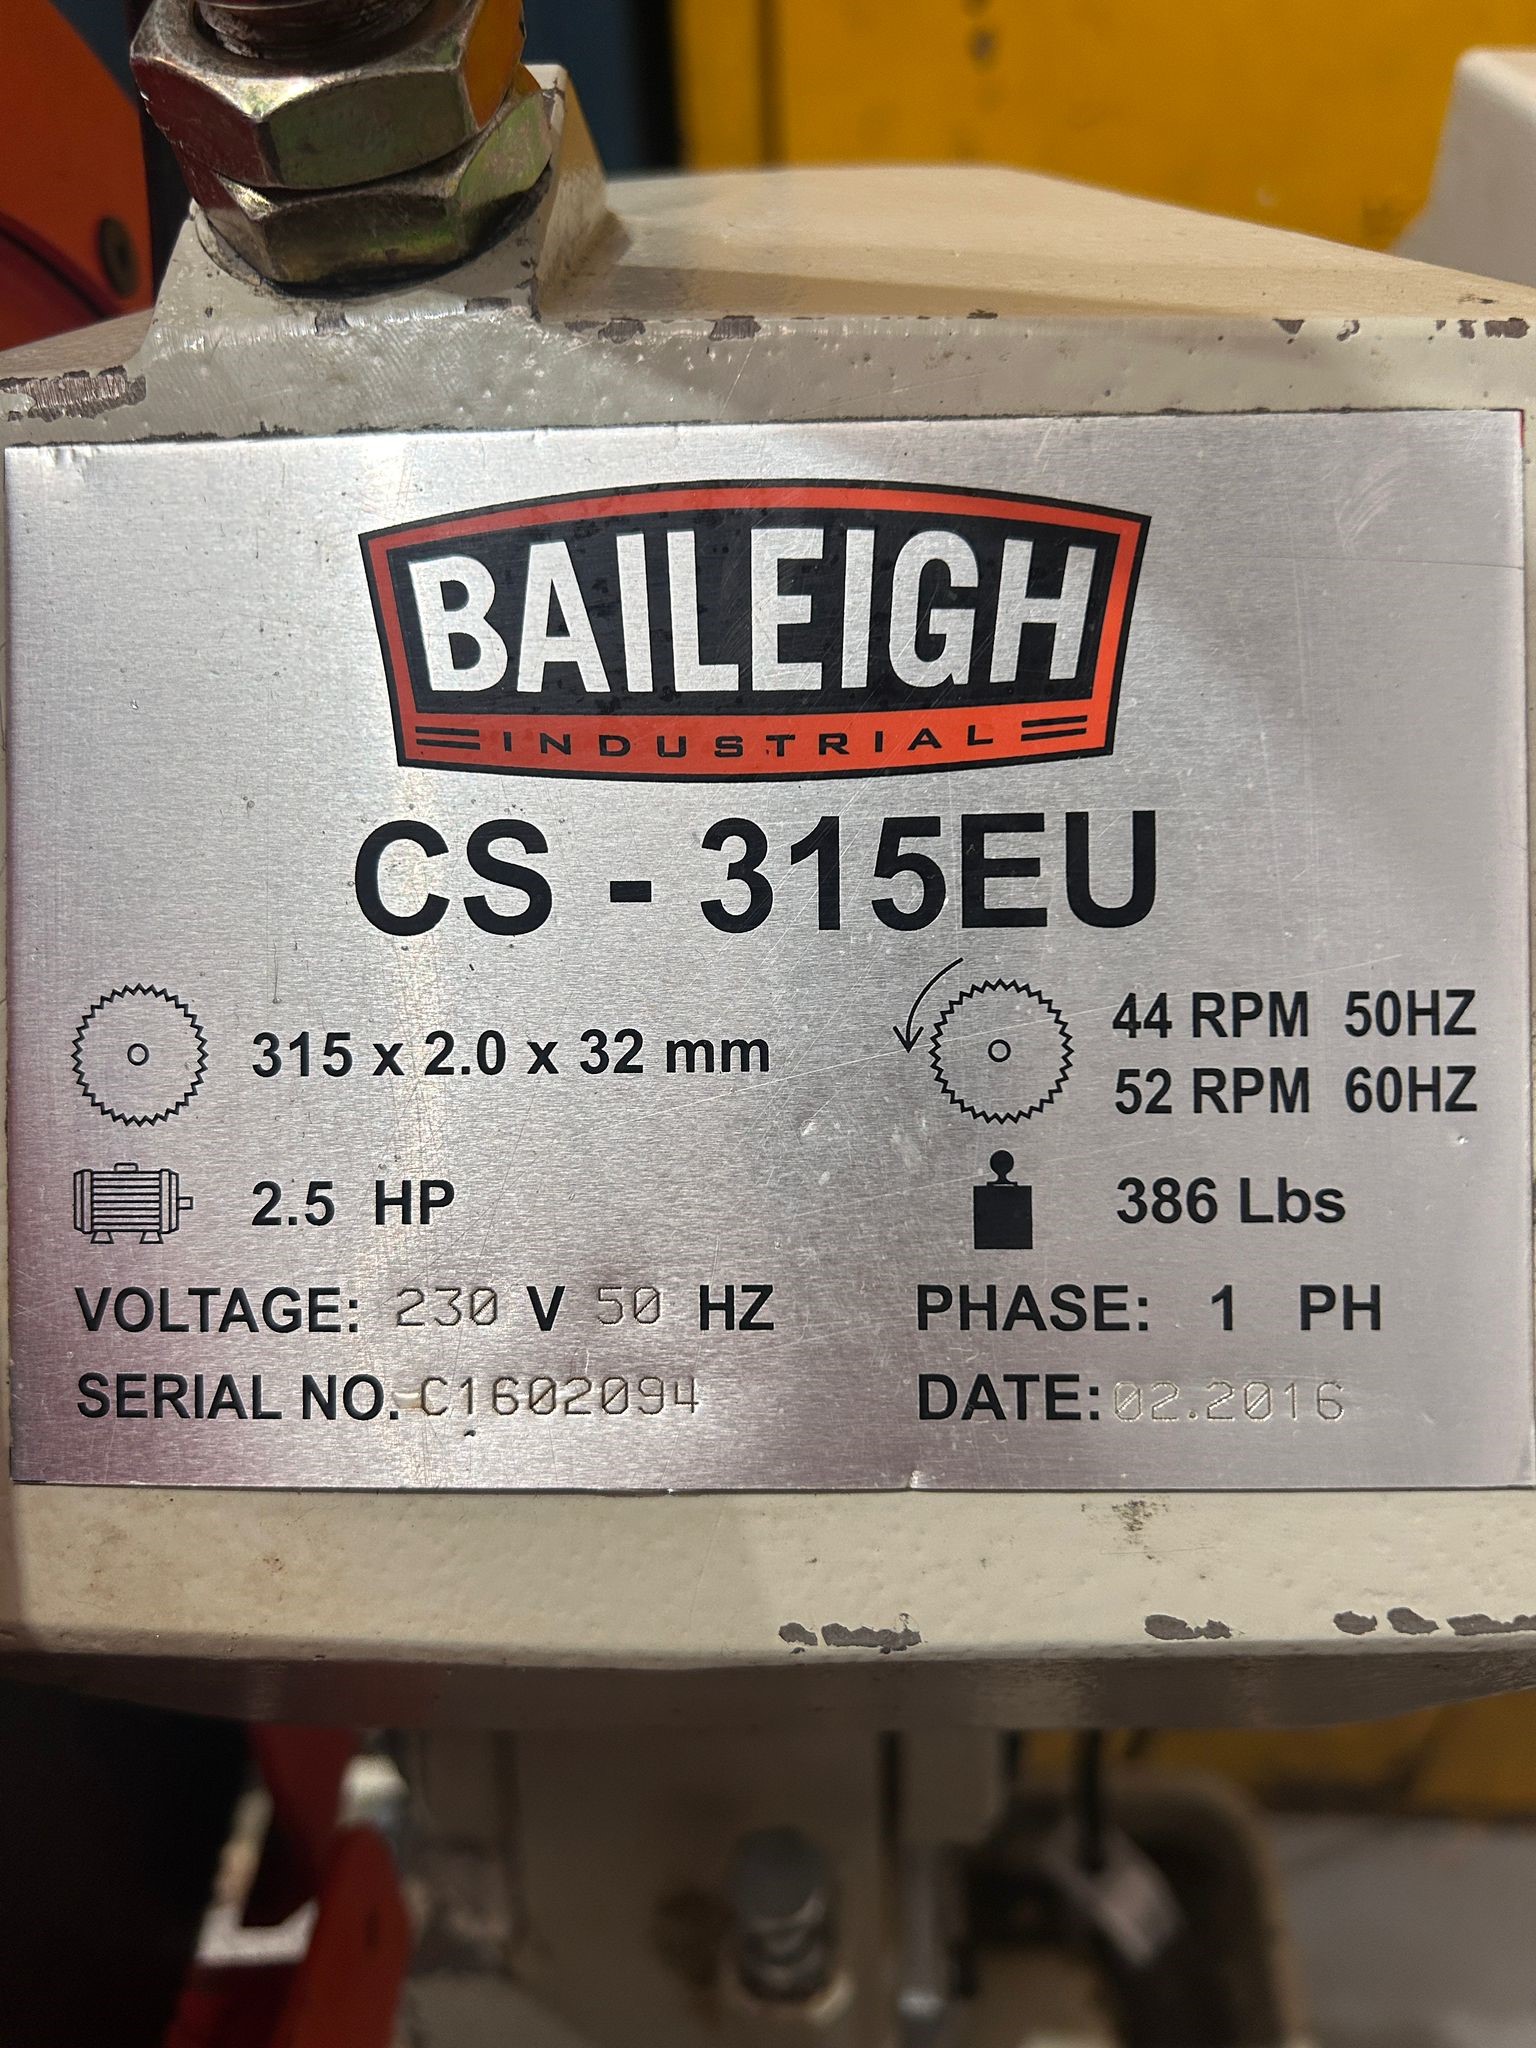 BAILEIGH
INDUSTRIAL
CS - 315EU
315 x 2.0 x 32 mm
44 RPM 50HZ
52 RPM 60HZ
2.5 HP
386 Lbs
VOLTAGE: 230 V 50 HZ
PHASE: 1 PH
SERIAL NO. C1602094
DATE: 02.2016